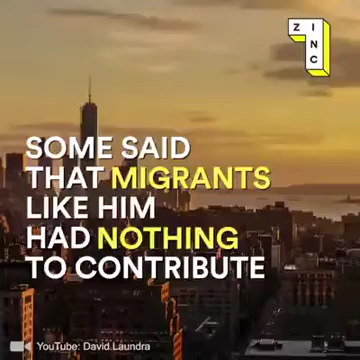 ZINC
SOME SAID
THAT MIGRANTS
LIKE HIM
HAD NOTHING
TO CONTRIBUTE
YouTube: David Laundra